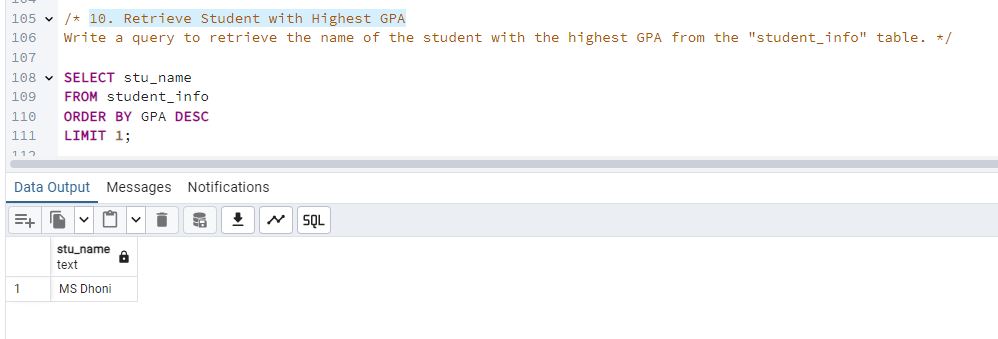 105 /* 10. Retrieve Student with Highest GPA
106 Write a query to retrieve the name of the student with the highest GPA from the "student_info" table. */
107
108 SELECT stu_name
109 FROM student_info
110 ORDER BY GPA DESC
111 LIMIT 1;
112
Data Output Messages Notifications
SQL
stu_name
text
1 MS Dhoni